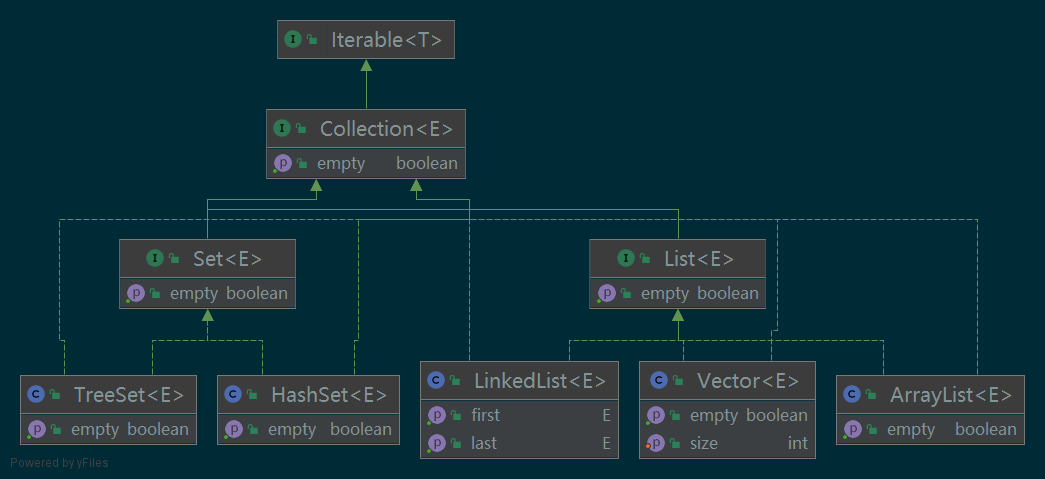 I Iterable<T>
I Collection<E>
p empty boolean
I Set<E>
p empty boolean
I List<E>
p empty boolean
C TreeSet<E>
p empty boolean
C HashSet<E>
p empty boolean
C LinkedList<E>
p first E
p last E
C Vector<E>
p empty boolean
p size int
C ArrayList<E>
p empty boolean
Powered by yFiles